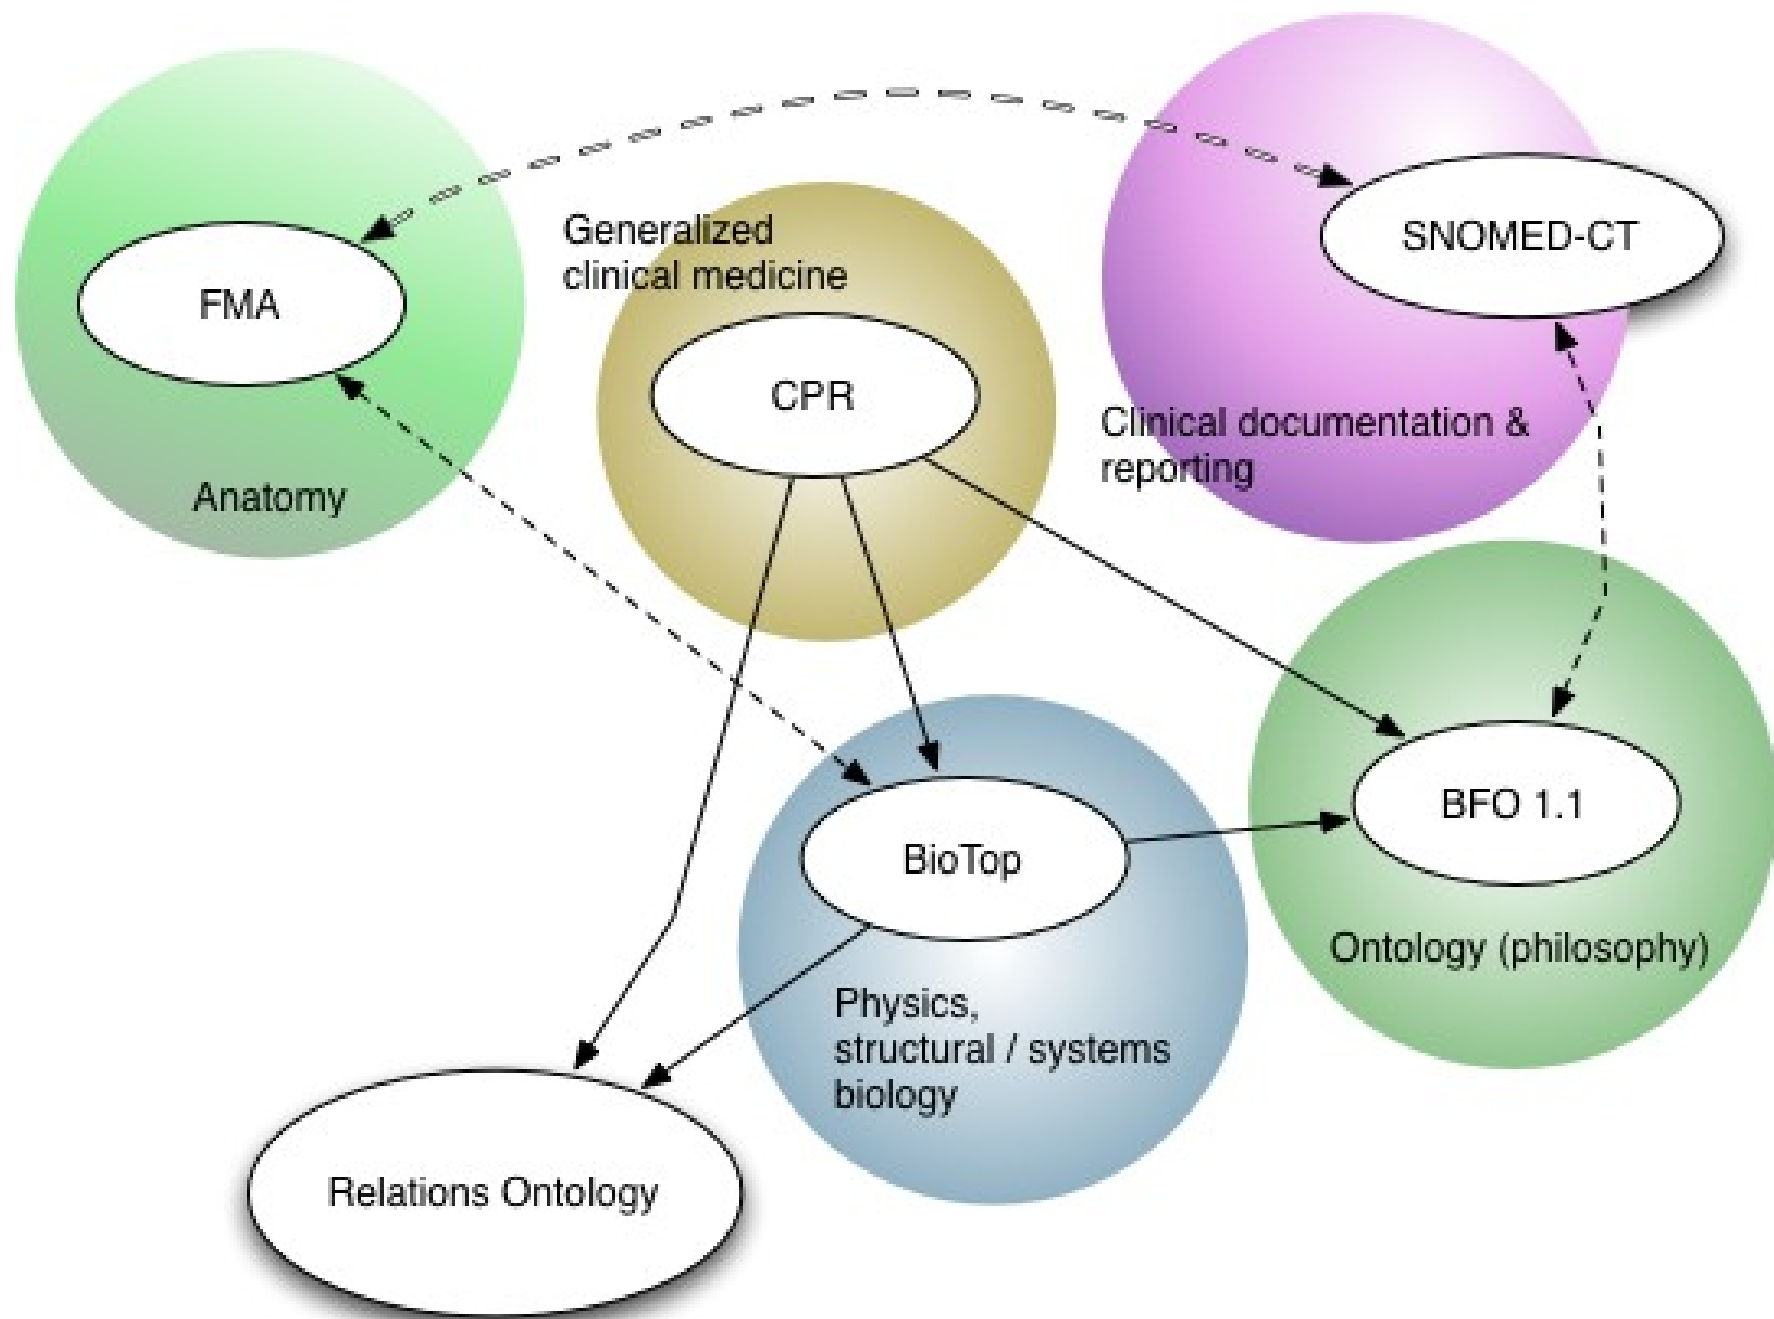 SNOMED-CT
Generalized
clinical medicine
FMA
CPR
Clinical documentation &
reporting
Anatomy
BFO 1.1
BioTop
Ontology (philosophy)
Physics,
structural / systems
biology
Relations Ontology